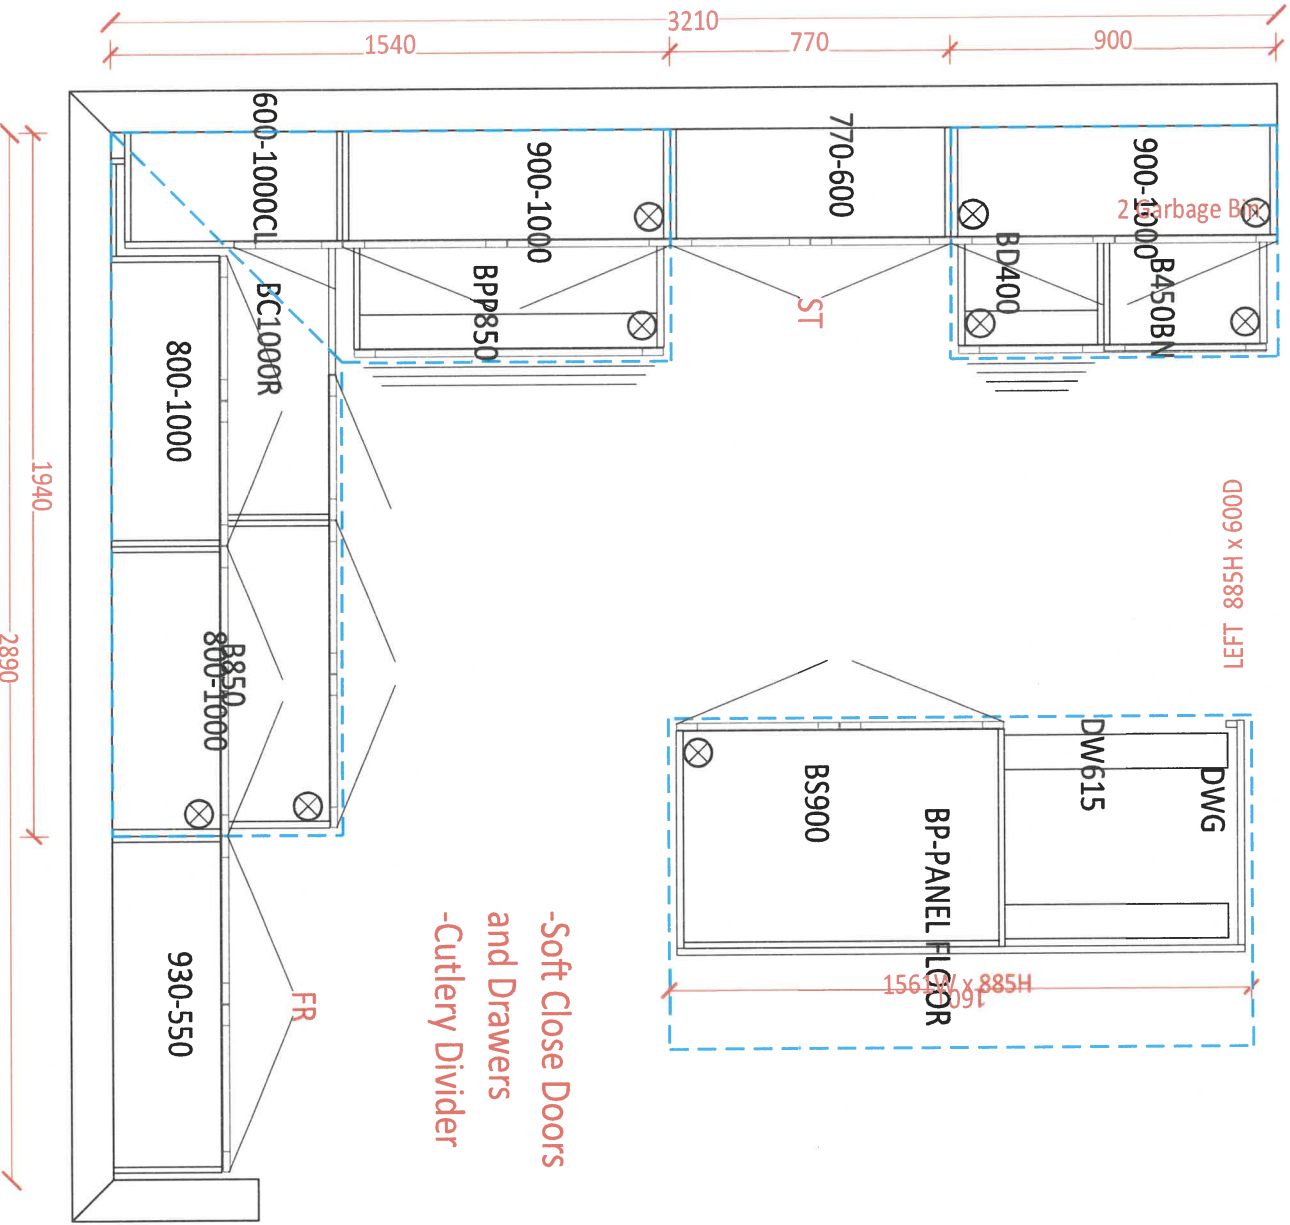 3210
1540
770
900
600-1000CL
900-1000
770-600
900-1000
2 Garbage Bin
BD400
B450BN
BPP850
ST
BC1000R
800-1000
1940
2890
B850
800-1000
LEFT 885H x 600D
BS900
BP-PANEL FLOOR
DW615
DWG
1561W x 885H
1601
930-550
FR
-Soft Close Doors
and Drawers
-Cutlery Divider